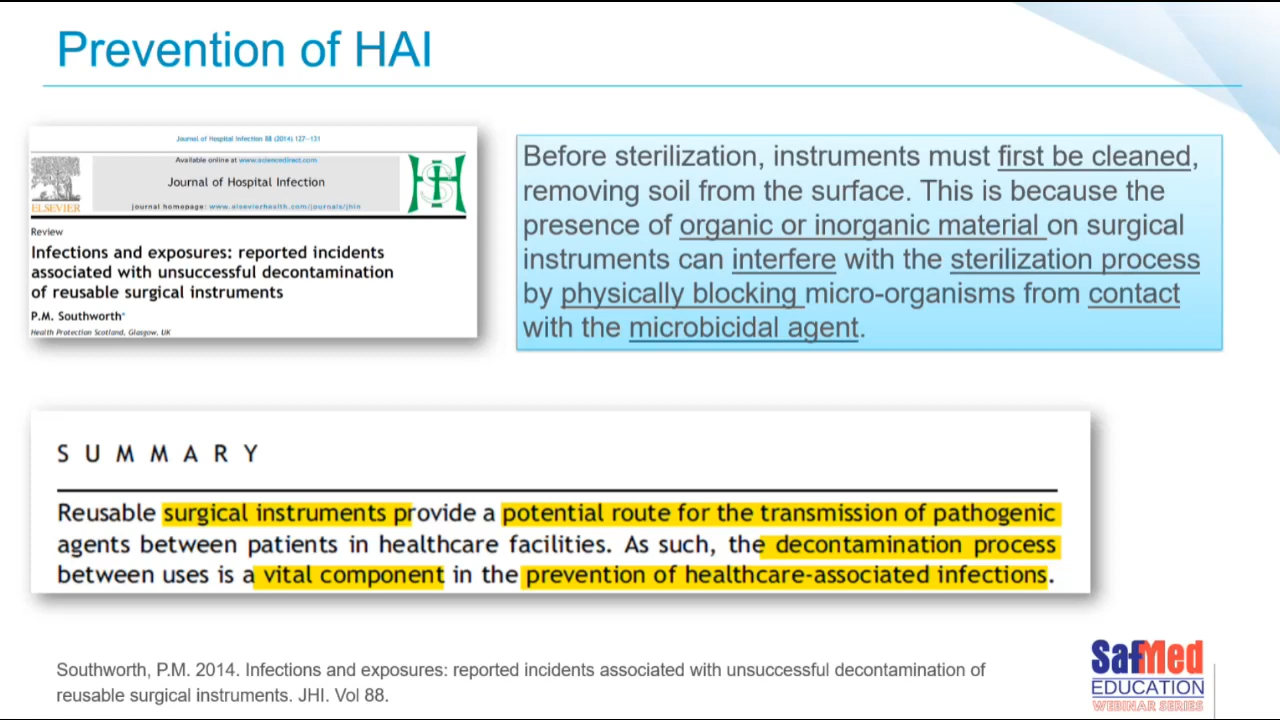 Prevention of HAI
Journal of Hospital Infection 88 (2014) 127–131
Available online at www.sciencedirect.com
Journal of Hospital Infection
journal homepage: www.elsevierhealth.com/journals/jhin
ELSEVIER
Review
Infections and exposures: reported incidents
associated with unsuccessful decontamination
of reusable surgical instruments
P.M. Southworth*
Health Protection Scotland, Glasgow, UK
Before sterilization, instruments must first be cleaned,
removing soil from the surface. This is because the
presence of organic or inorganic material on surgical
instruments can interfere with the sterilization process
by physically blocking micro-organisms from contact
with the microbicidal agent.
SUMMARY
Reusable surgical instruments provide a potential route for the transmission of pathogenic
agents between patients in healthcare facilities. As such, the decontamination process
between uses is a vital component in the prevention of healthcare-associated infections.
Southworth, P.M. 2014. Infections and exposures: reported incidents associated with unsuccessful decontamination of
reusable surgical instruments. JHI. Vol 88.
SafMed
EDUCATION
WEBINAR SERIES